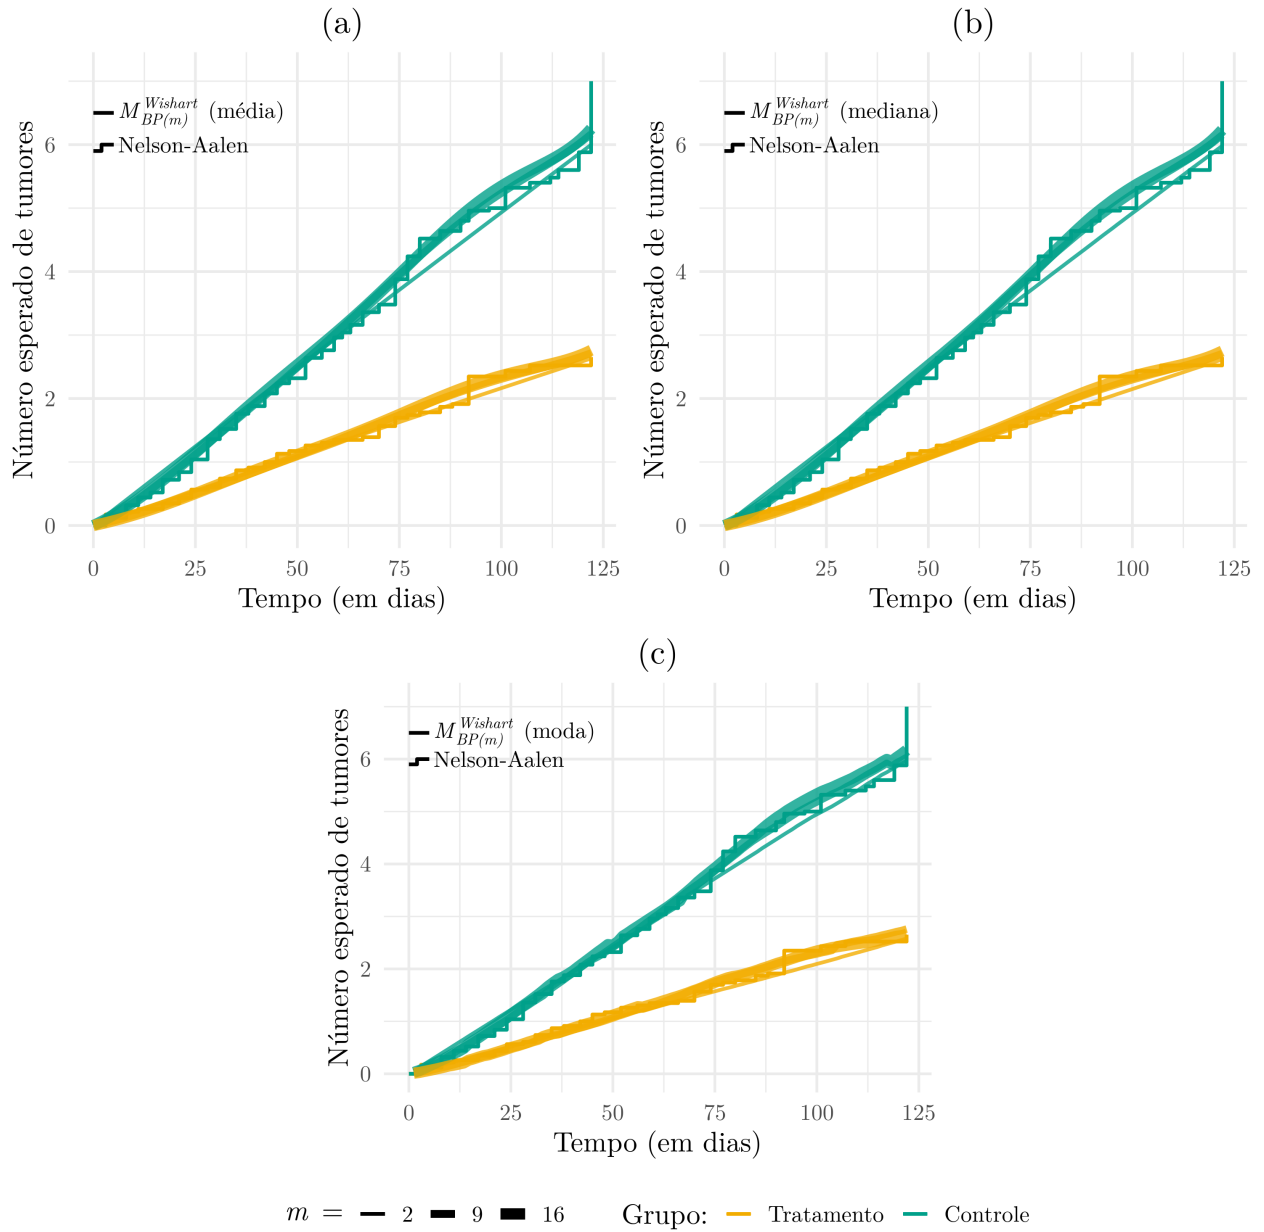 (a)
Número esperado de tumores
M_{BP(m)}^{Wishart} (média)
Nelson-Aalen
6
4
2
0
0 25 50 75 100 125
Tempo (em dias)
(b)
Número esperado de tumores
M_{BP(m)}^{Wishart} (mediana)
Nelson-Aalen
6
4
2
0
0 25 50 75 100 125
Tempo (em dias)
(c)
Número esperado de tumores
M_{BP(m)}^{Wishart} (moda)
Nelson-Aalen
6
4
2
0
0 25 50 75 100 125
Tempo (em dias)
m = 2 9 16 Grupo: Tratamento Controle